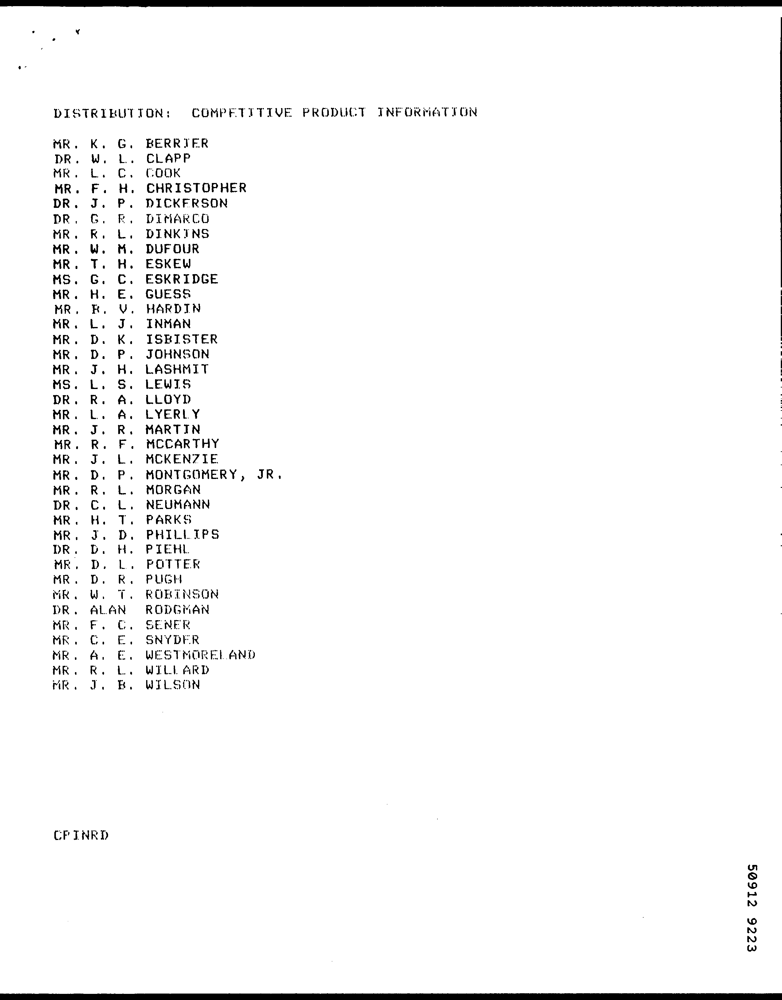 DISTRIBUTION: COMPETITIVE PRODUCT INFORMATION
MR. K. G. BERRIER
DR. W. L. CLAPP
MR. L. C. COOK
MR. F. H. CHRISTOPHER
DR. J. P. DICKERSON
DR. G. R. DIMARCO
MR. R. L. DINKINS
MR. W. M. DUFOUR
MR. T. H. ESKEW
MS. G. C. ESKRIDGE
MR. H. E. GUESS
MR. B. V. HARDIN
MR. L. J. INMAN
MR. D. K. ISBISTER
MR. D. P. JOHNSON
MR. J. H. LASHMIT
MS. L. S. LEWIS
DR. R. A. LLOYD
MR. L. A. LYERLY
MR. J. R. MARTIN
MR. R. F. MCCARTHY
MR. J. L. MCKENZIE
MR. D. P. MONTGOMERY, JR.
MR. R. L. MORGAN
DR. C. L. NEUMANN
MR. H. T. PARKS
MR. J. D. PHILLIPS
DR. D. H. PIEHL
MR. D. L. POTTER
MR. D. R. PUGH
MR. W. T. ROBINSON
DR. ALAN RODGMAN
MR. F. C. SENER
MR. C. E. SNYDER
MR. A. E. WESTMORELAND
MR. R. L. WILLARD
MR. J. B. WILSON
CPINRD
50912 9223